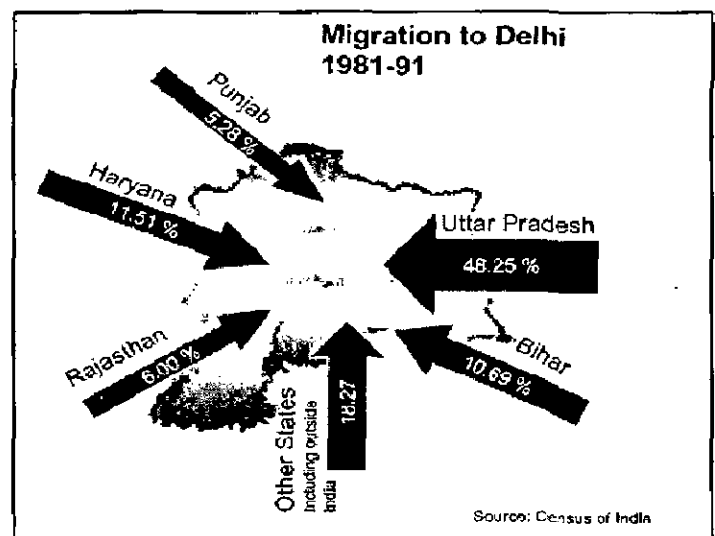 Migration to Delhi
1981-91
Punjab
5.28 %
Haryana
11.51 %
Uttar Pradesh
48.25 %
Rajasthan
6.00 %
Bihar
10.69 %
Other States
Including outside
India
18.27
Source: Census of India